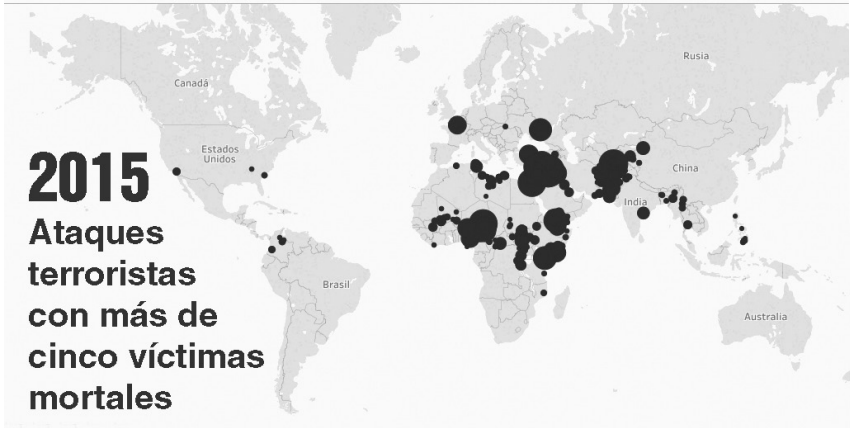 Rusia
Canadá
Estados
Unidos
China
India
Brasil
Australia
2015
Ataques
terroristas
con más de
cinco víctimas
mortales